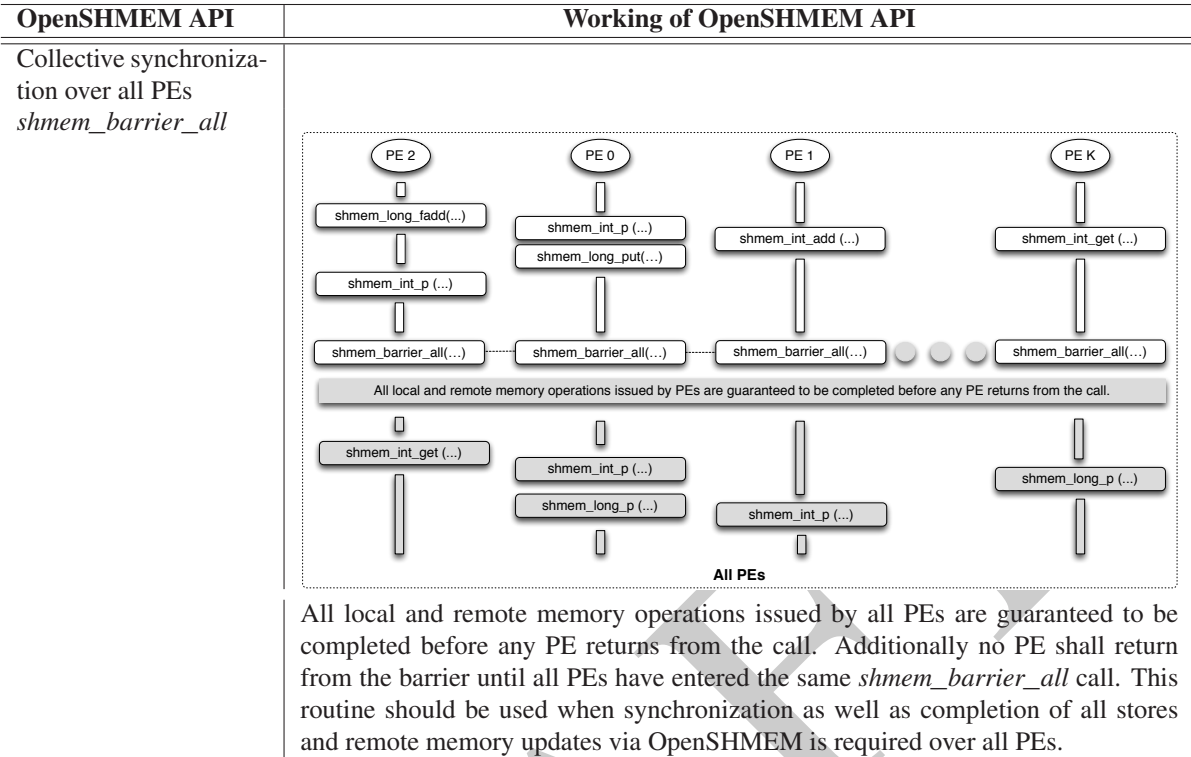 OpenSHMEM API
Working of OpenSHMEM API
Collective synchroniza-
tion over all PEs
shmem_barrier_all
PE 2
PE 0
PE 1
PE K
shmem_long_fadd(...)
shmem_int_p (...)
shmem_int_add (...)
shmem_int_get (...)
shmem_long_put(…)
shmem_int_p (...)
shmem_barrier_all(…)
shmem_barrier_all(…)
shmem_barrier_all(…)
shmem_barrier_all(…)
All local and remote memory operations issued by PEs are guaranteed to be completed before any PE returns from the call.
shmem_int_get (...)
shmem_int_p (...)
shmem_long_p (...)
shmem_long_p (...)
shmem_int_p (...)
All PEs
All local and remote memory operations issued by all PEs are guaranteed to be
completed before any PE returns from the call. Additionally no PE shall return
from the barrier until all PEs have entered the same shmem_barrier_all call. This
routine should be used when synchronization as well as completion of all stores
and remote memory updates via OpenSHMEM is required over all PEs.